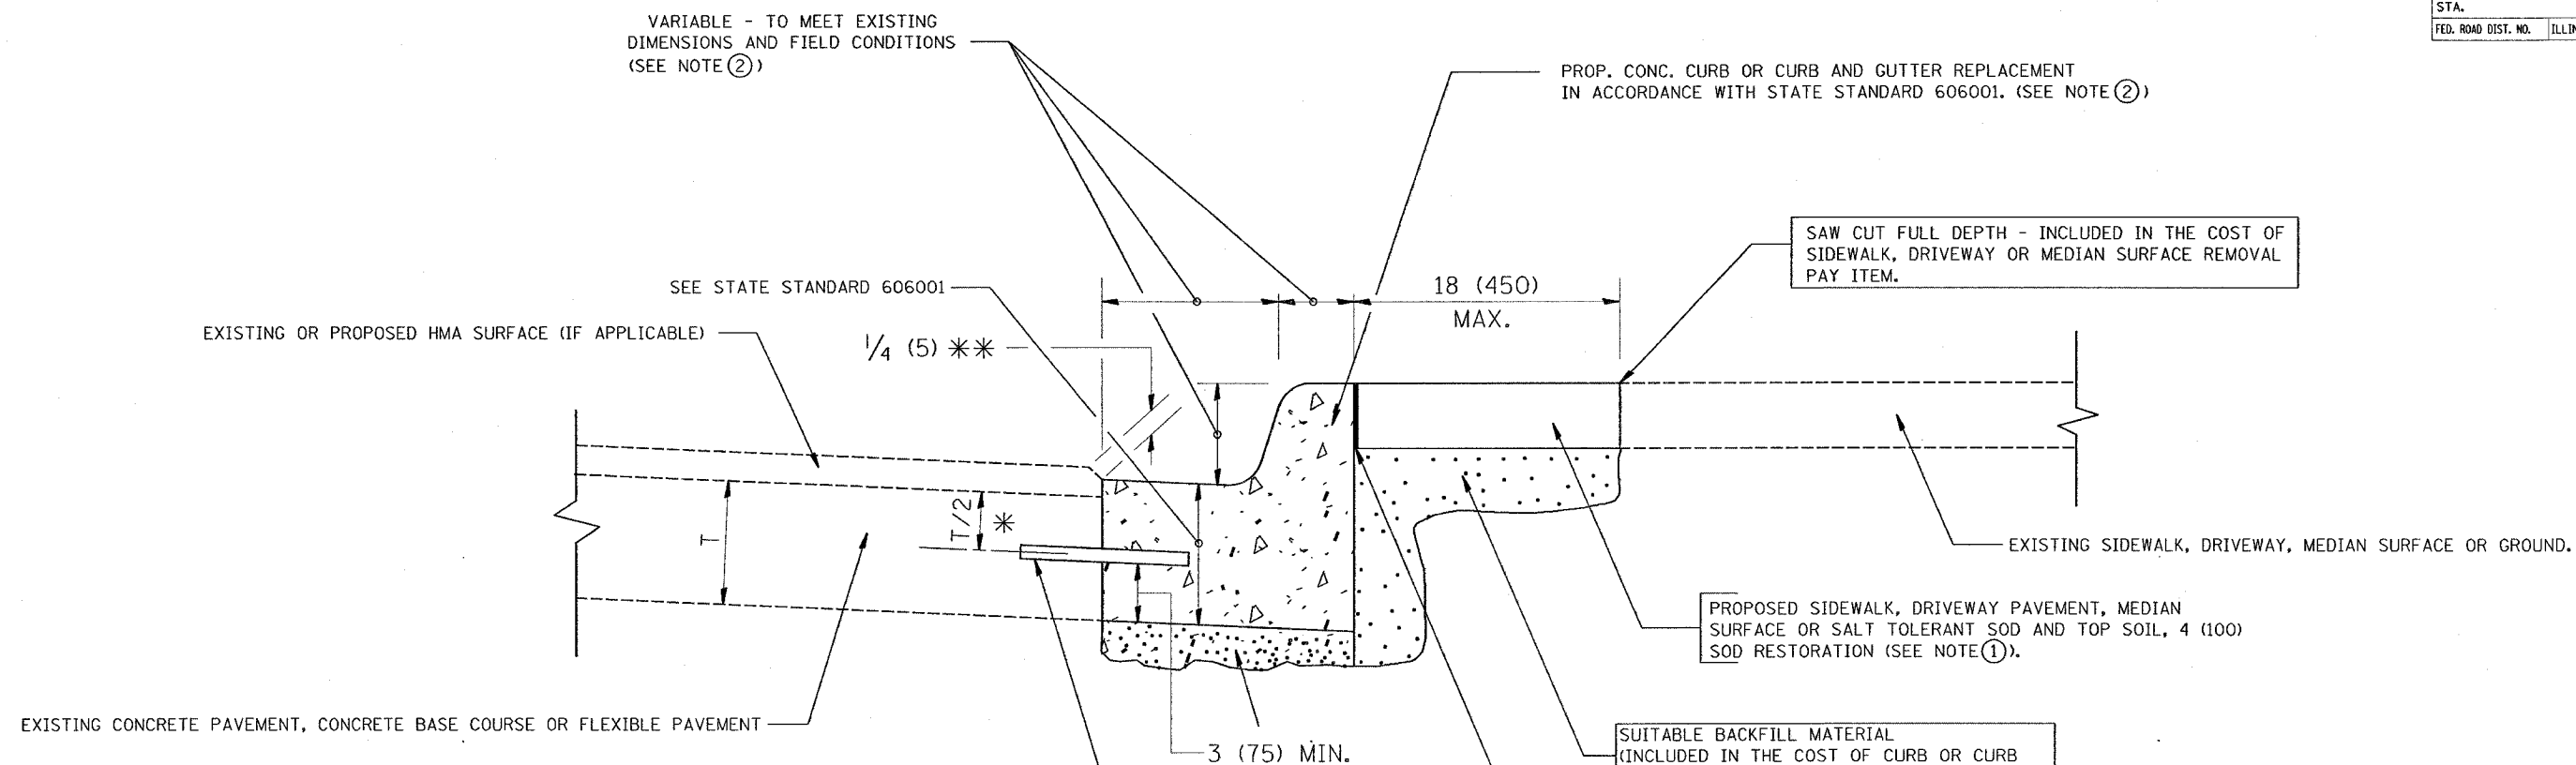 STA.
FED. ROAD DIST. NO.
VARIABLE - TO MEET EXISTING
DIMENSIONS AND FIELD CONDITIONS
(SEE NOTE ②)
PROP. CONC. CURB OR CURB AND GUTTER REPLACEMENT
IN ACCORDANCE WITH STATE STANDARD 606001. (SEE NOTE ②)
SAW CUT FULL DEPTH - INCLUDED IN THE COST OF
SIDEWALK, DRIVEWAY OR MEDIAN SURFACE REMOVAL
PAY ITEM.
SEE STATE STANDARD 606001
18 (450)
MAX.
EXISTING OR PROPOSED HMA SURFACE (IF APPLICABLE)
1/4 (5) **
T
T/2 *
EXISTING SIDEWALK, DRIVEWAY, MEDIAN SURFACE OR GROUND.
PROPOSED SIDEWALK, DRIVEWAY PAVEMENT, MEDIAN
SURFACE OR SALT TOLERANT SOD AND TOP SOIL, 4 (100)
SOD RESTORATION (SEE NOTE ①).
EXISTING CONCRETE PAVEMENT, CONCRETE BASE COURSE OR FLEXIBLE PAVEMENT
3 (75) MIN.
SUITABLE BACKFILL MATERIAL
(INCLUDED IN THE COST OF CURB OR CURB